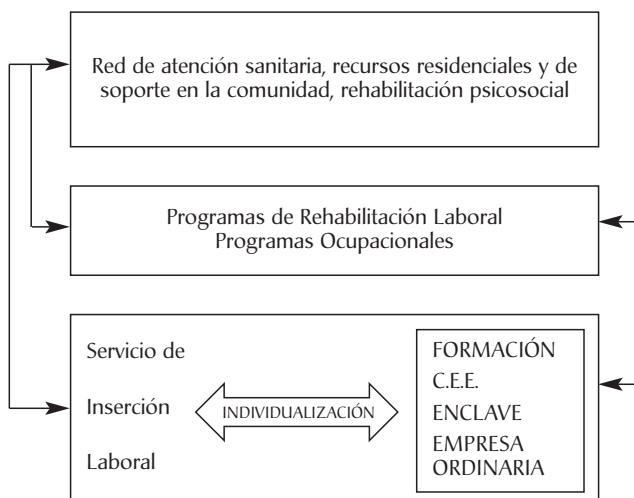 Red de atención sanitaria, recursos residenciales y de
soporte en la comunidad, rehabilitación psicosocial
Programas de Rehabilitación Laboral
Programas Ocupacionales
Servicio de
Inserción
Laboral
INDIVIDUALIZACIÓN
FORMACIÓN
C.E.E.
ENCLAVE
EMPRESA
ORDINARIA